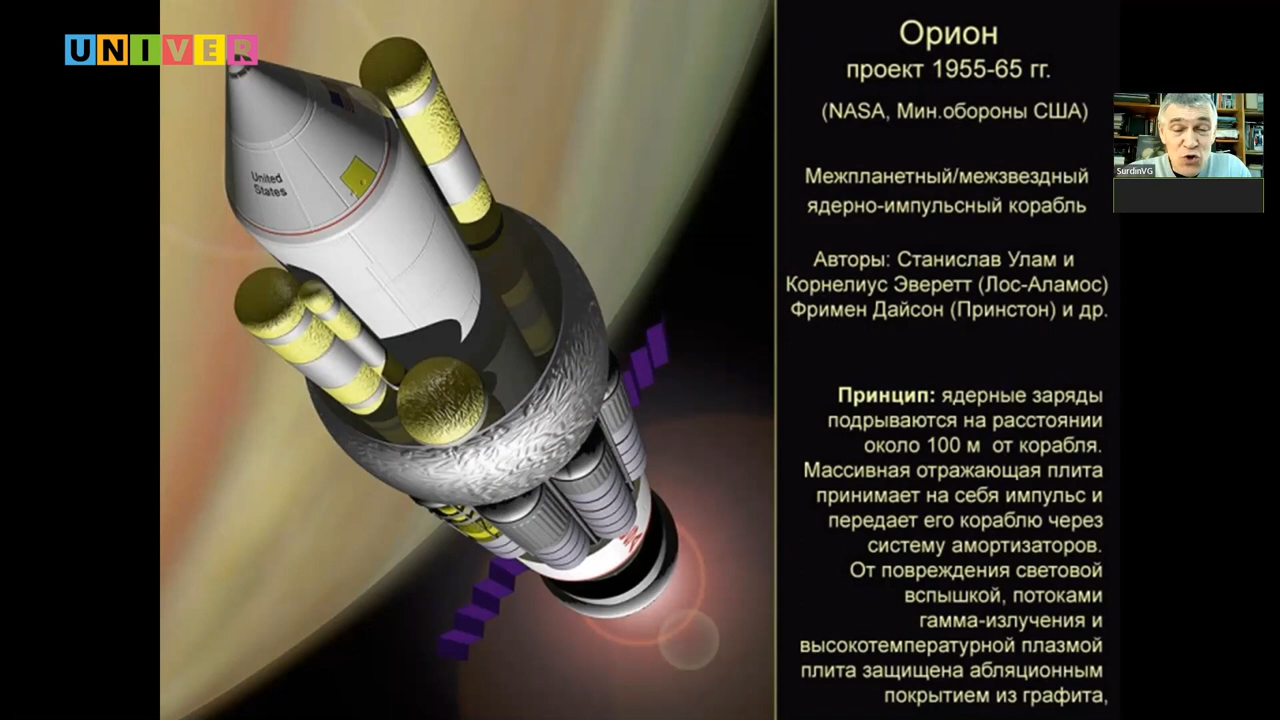 UNIVER
United
States
Орион
проект 1955-65 гг.
(NASA, Мин.обороны США)
Межпланетный/межзвездный
ядерно-импульсный корабль
Авторы: Станислав Улам и
Корнелиус Эверетт (Лос-Аламос)
Фримен Дайсон (Принстон) и др.
Принцип: ядерные заряды
подрываются на расстоянии
около 100 м от корабля.
Массивная отражающая плита
принимает на себя импульс и
передает его кораблю через
систему амортизаторов.
От повреждения световой
вспышкой, потоками
гамма-излучения и
высокотемпературной плазмой
плита защищена абляционным
покрытием из графита,
SurdinVG